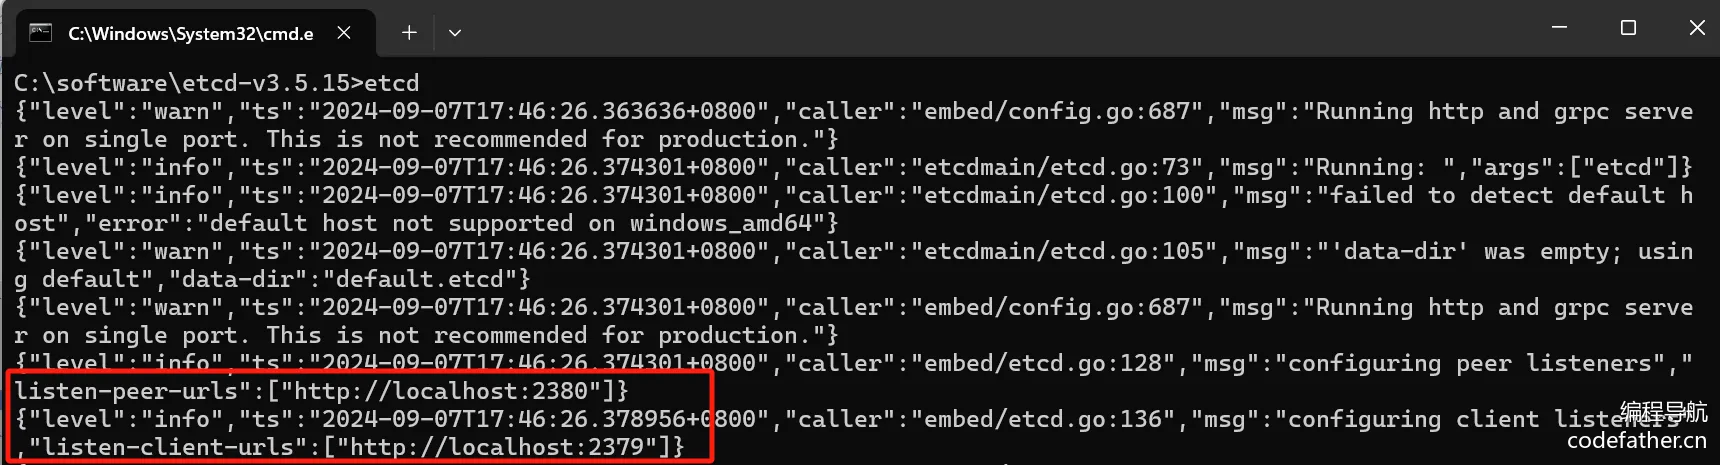 C:\Windows\System32\cmd.e
C:\software\etcd-v3.5.15>etcd
{"level":"warn","ts":"2024-09-07T17:46:26.363636+0800","caller":"embed/config.go:687","msg":"Running http and grpc serve
r on single port. This is not recommended for production."}
{"level":"info","ts":"2024-09-07T17:46:26.374301+0800","caller":"etcdmain/etcd.go:73","msg":"Running: ","args":["etcd"]}
{"level":"info","ts":"2024-09-07T17:46:26.374301+0800","caller":"etcdmain/etcd.go:100","msg":"failed to detect default h
ost","error":"default host not supported on windows_amd64"}
{"level":"warn","ts":"2024-09-07T17:46:26.374301+0800","caller":"etcdmain/etcd.go:105","msg":"'data-dir' was empty; usin
g default","data-dir":"default.etcd"}
{"level":"warn","ts":"2024-09-07T17:46:26.374301+0800","caller":"embed/config.go:687","msg":"Running http and grpc serve
r on single port. This is not recommended for production."}
{"level":"info","ts":"2024-09-07T17:46:26.374301+0800","caller":"embed/etcd.go:128","msg":"configuring peer listeners","
listen-peer-urls":["http://localhost:2380"]}
{"level":"info","ts":"2024-09-07T17:46:26.378956+0800","caller":"embed/etcd.go:136","msg":"configuring client listeners"
,"listen-client-urls":["http://localhost:2379"]}
编程导航
codefather.cn